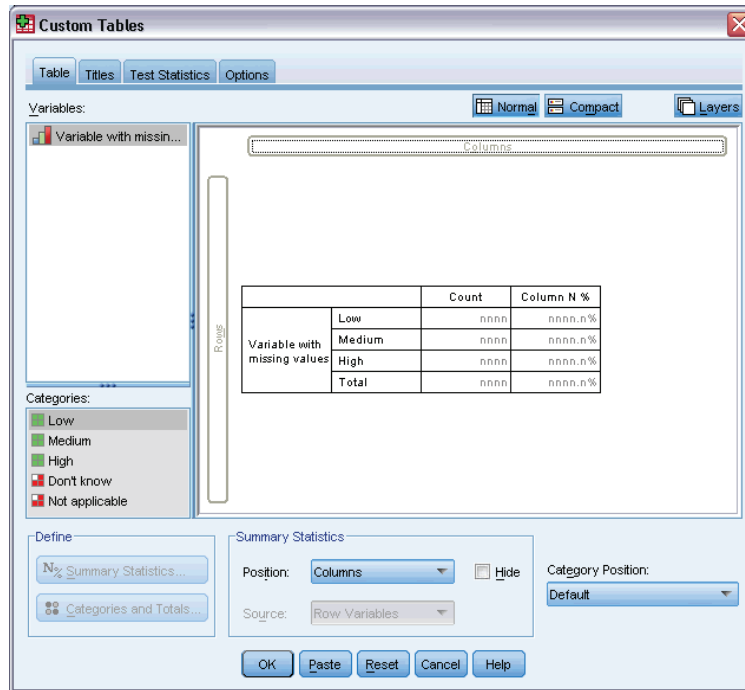 Custom Tables
Table Titles Test Statistics Options
Variables: Normal Compact Layers
Variable with missin...
Columns
Rows
Count Column N %
Variable with missing values
Low nnnn nnnn.n%
Medium nnnn nnnn.n%
High nnnn nnnn.n%
Total nnnn nnnn.n%
Categories:
Low
Medium
High
Don't know
Not applicable
Define
N% Summary Statistics...
Categories and Totals...
Summary Statistics
Position: Columns Hide
Source: Row Variables
Category Position:
Default
OK Paste Reset Cancel Help